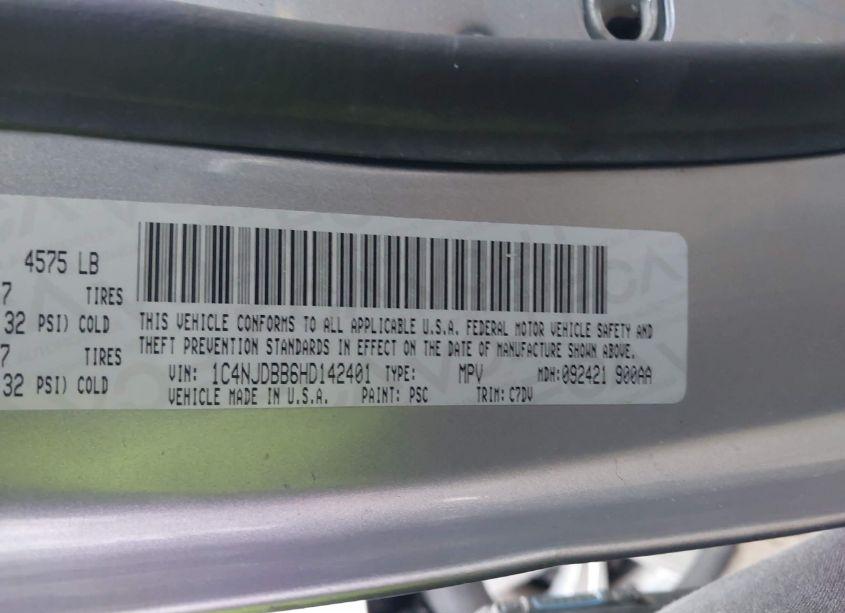 4575 LB
7 TIRES
32 PSI) COLD
7 TIRES
32 PSI) COLD
THIS VEHICLE CONFORMS TO ALL APPLICABLE U.S.A. FEDERAL MOTOR VEHICLE SAFETY AND
THEFT PREVENTION STANDARDS IN EFFECT ON THE DATE OF MANUFACTURE SHOWN ABOVE.
VIN: 1C4NJDBB6HD142401 TYPE: MPV MDH: 092421 900AA
VEHICLE MADE IN U.S.A. PAINT: PSC TRIM: C7DV